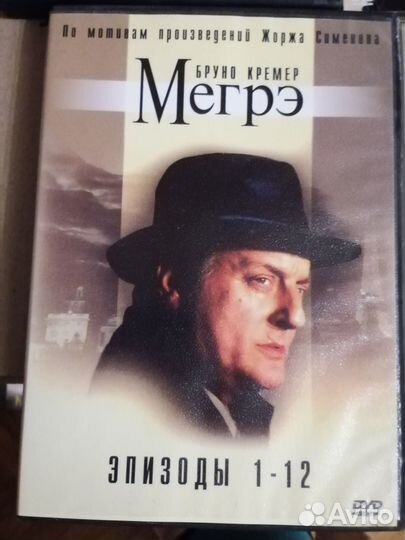 По мотивам произведений Жоржа Сименона
БРУНО КРЕМЕР
Мегрэ
ЭПИЗОДЫ 1-12
DVD
Avito